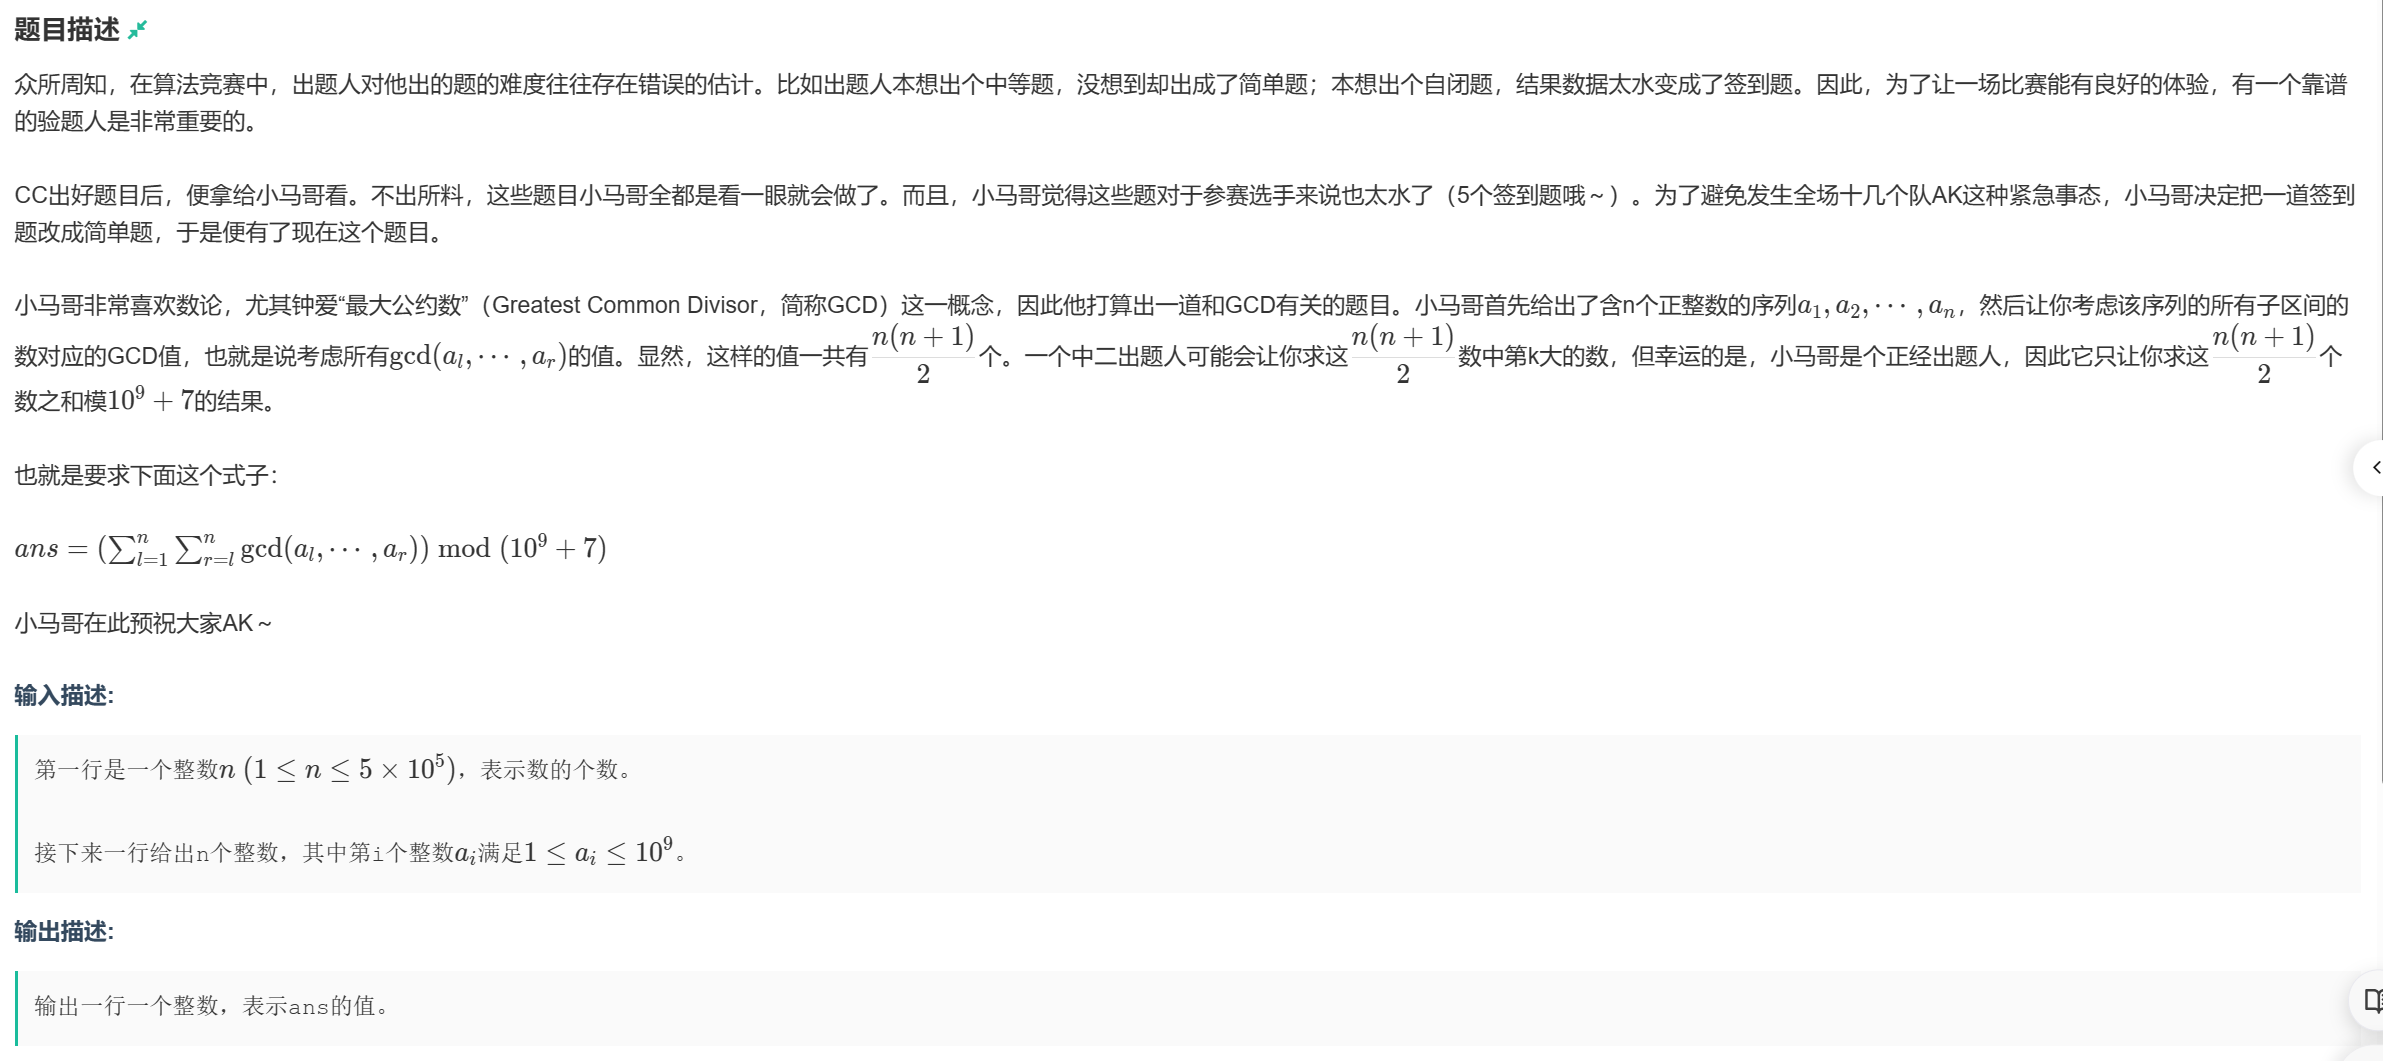 题目描述
众所周知，在算法竞赛中，出题人对他出的题的难度往往存在错误的估计。比如出题人本想出个中等题，没想到却出成了简单题；本想出个自闭题，结果数据太水变成了签到题。因此，为了让一场比赛能有良好的体验，有一个靠谱
的验题人是非常重要的。
CC出好题目后，便拿给小马哥看。不出所料，这些题目小马哥全都是看一眼就会做了。而且，小马哥觉得这些题对于参赛选手来说也太水了（5个签到题哦～）。为了避免发生全场十几个队AK这种紧急事态，小马哥决定把一道签到
题改成简单题，于是便有了现在这个题目。
小马哥非常喜欢数论，尤其钟爱“最大公约数”（Greatest Common Divisor，简称GCD）这一概念，因此他打算出一道和GCD有关的题目。小马哥首先给出了含n个正整数的序列$a_1, a_2, \cdots, a_n$，然后让你考虑该序列的所有子区间的
数对应的GCD值，也就是说考虑所有$\gcd(a_l, \cdots, a_r)$的值。显然，这样的值一共有$\frac{n(n+1)}{2}$个。一个中二出题人可能会让你求这$\frac{n(n+1)}{2}$数中第k大的数，但幸运的是，小马哥是个正经出题人，因此它只让你求这$\frac{n(n+1)}{2}$个
数之和模$10^9 + 7$的结果。
也就是要求下面这个式子：
$ans = (\sum_{l=1}^{n} \sum_{r=l}^{n} \gcd(a_l, \cdots, a_r)) \bmod (10^9 + 7)$
小马哥在此预祝大家AK～
输入描述:
第一行是一个整数$n\ (1 \le n \le 5 \times 10^5)$，表示数的个数。
接下来一行给出n个整数，其中第i个整数$a_i$满足$1 \le a_i \le 10^9$。
输出描述:
输出一行一个整数，表示ans的值。